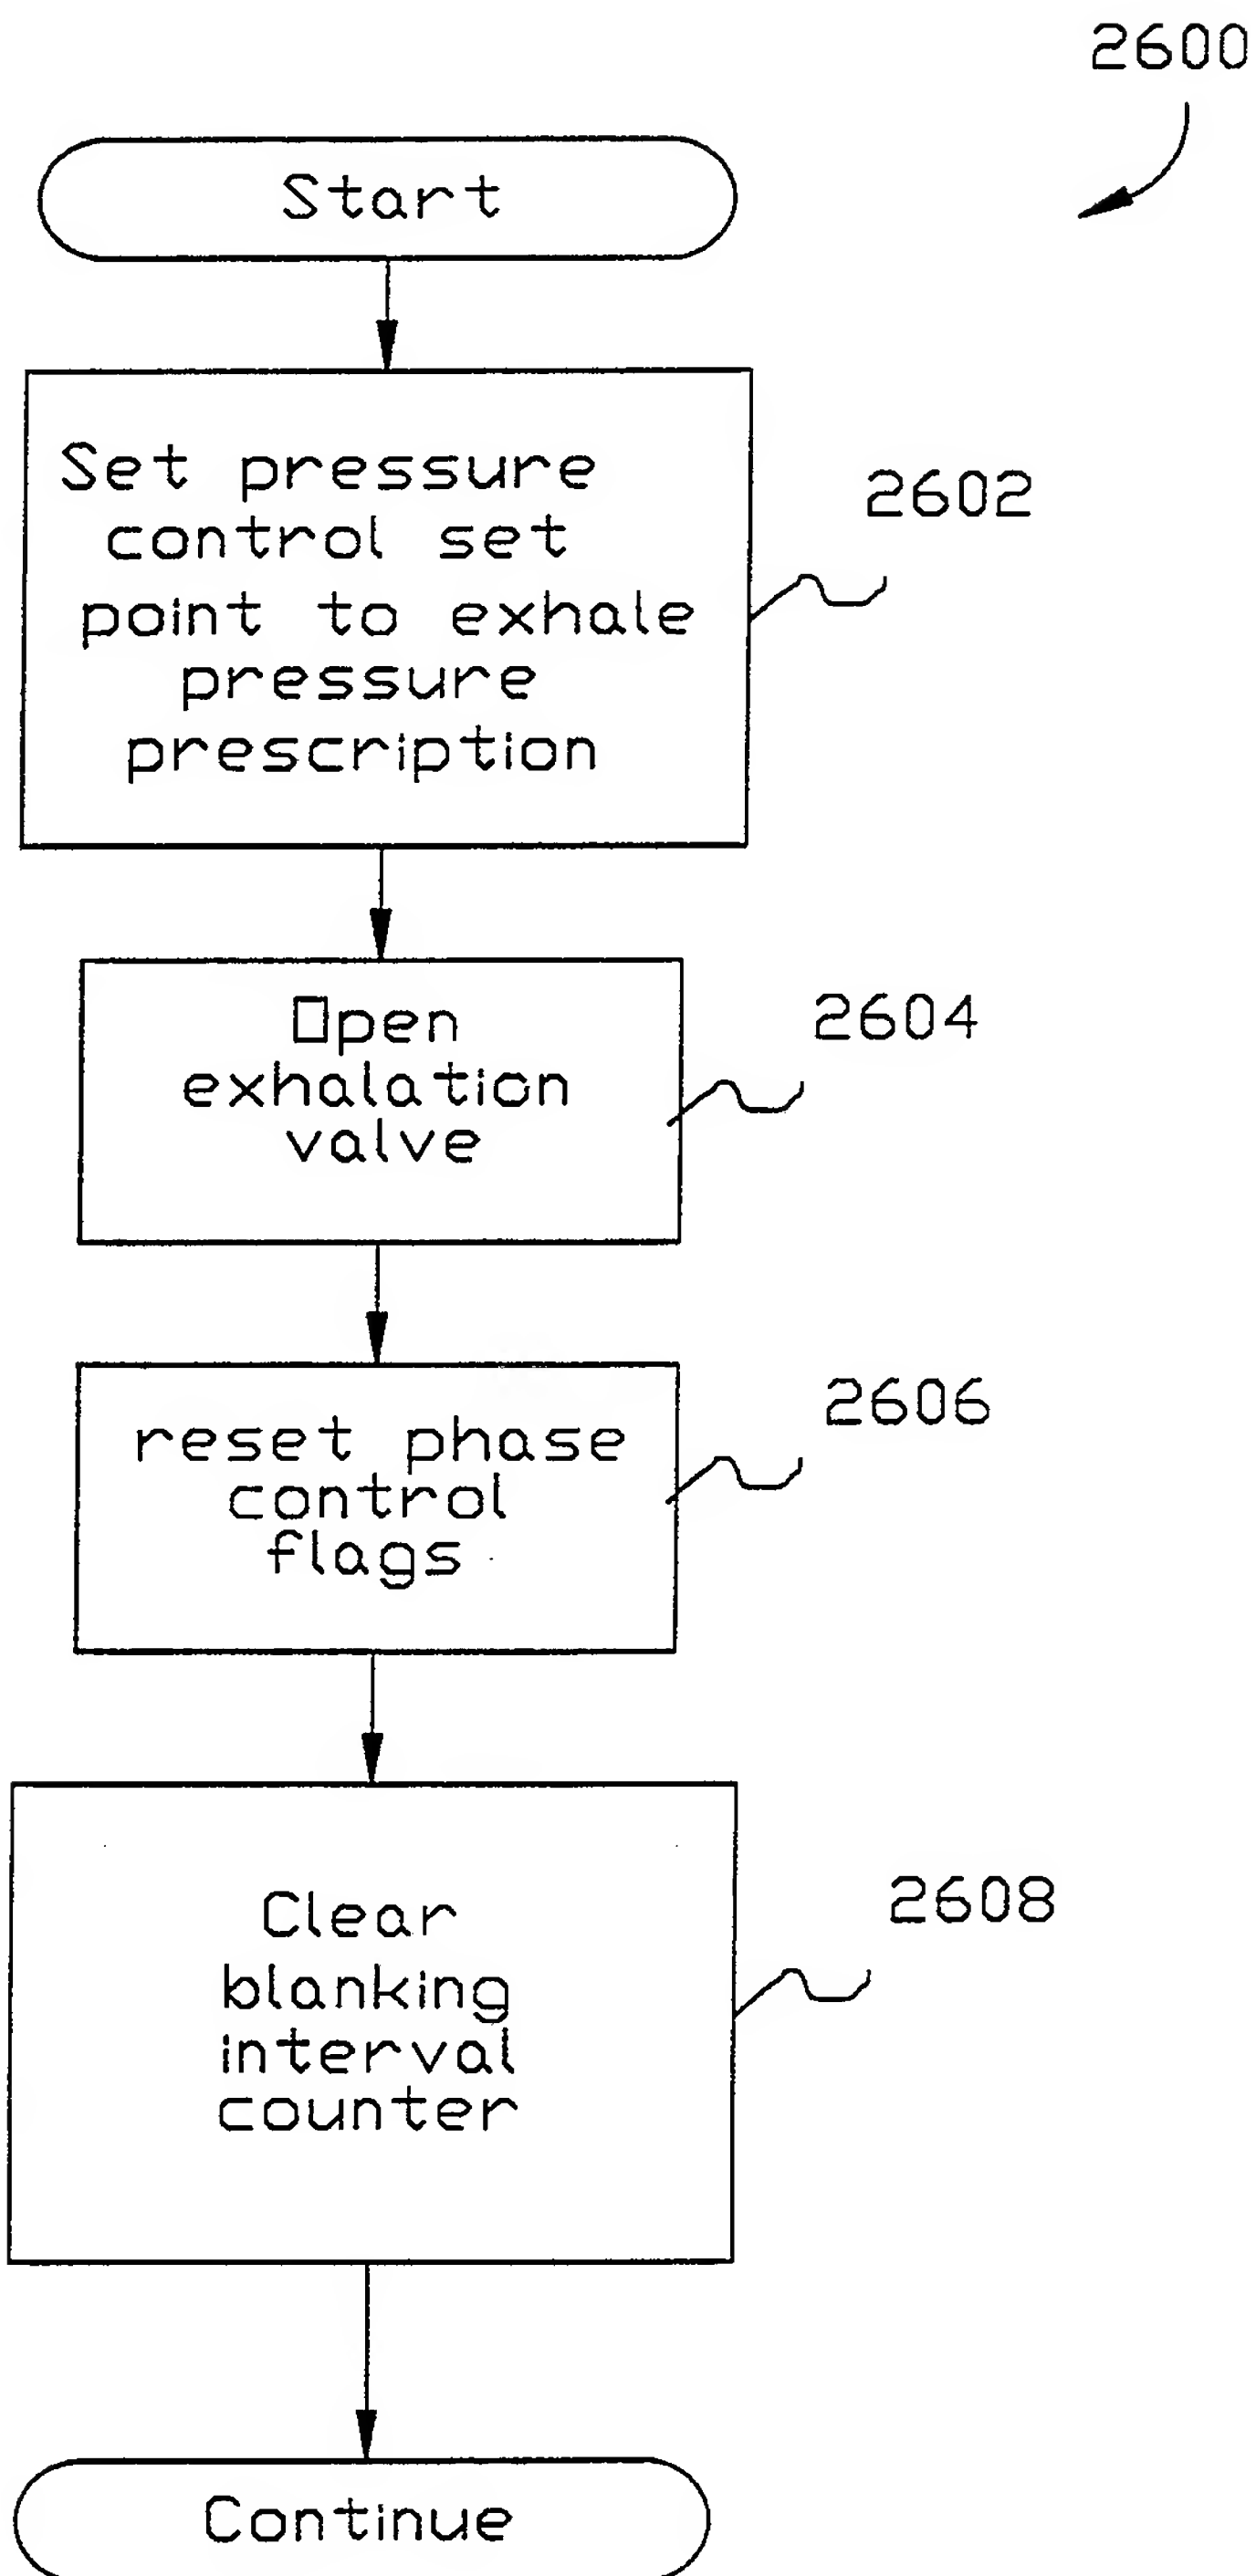 2600
Start
Set pressure
control set
point to exhale
pressure
prescription
2602
Open
exhalation
valve
2604
reset phase
control
flags
2606
Clear
blanking
interval
counter
2608
Continue